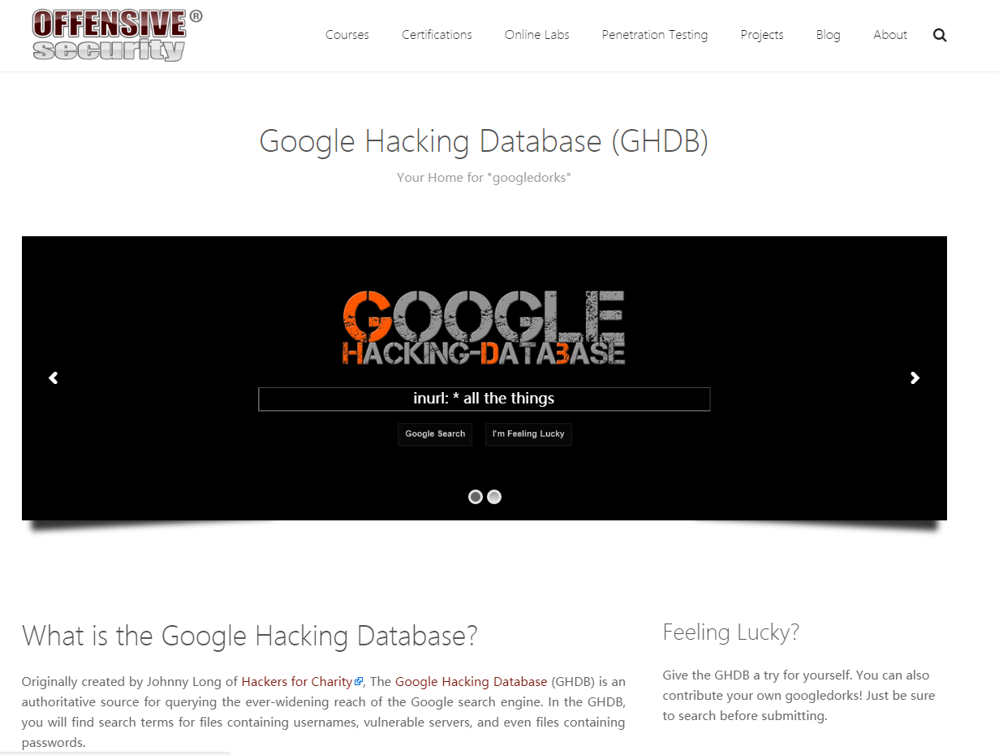 OFFENSIVE®
security
Courses Certifications Online Labs Penetration Testing Projects Blog About
Google Hacking Database (GHDB)
Your Home for "googledorks"
GOOGLE
HACKING-DATABASE
inurl: * all the things
Google Search I'm Feeling Lucky
What is the Google Hacking Database?
Originally created by Johnny Long of Hackers for Charity, The Google Hacking Database (GHDB) is an
authoritative source for querying the ever-widening reach of the Google search engine. In the GHDB,
you will find search terms for files containing usernames, vulnerable servers, and even files containing
passwords.
Feeling Lucky?
Give the GHDB a try for yourself. You can also
contribute your own googledorks! Just be sure
to search before submitting.